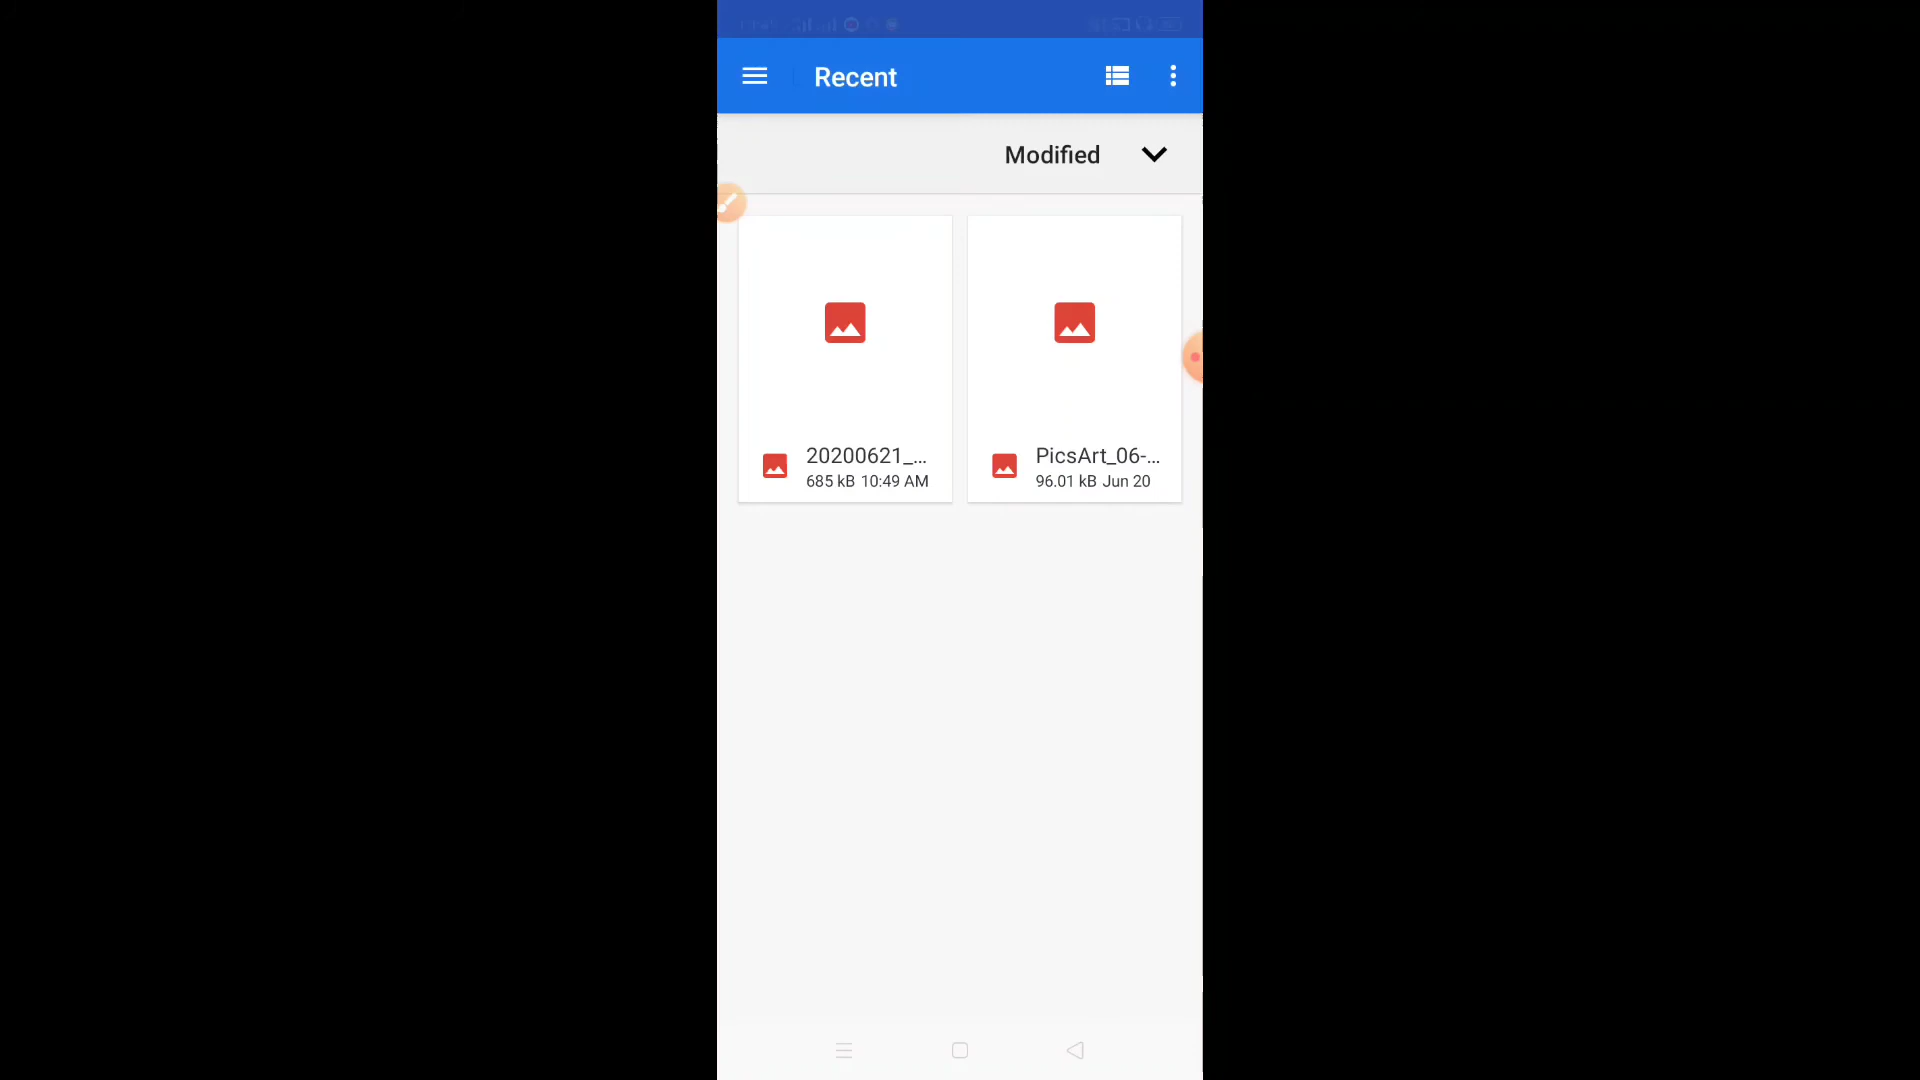 Recent
Modified
20200621_...
685 kB 10:49 AM
PicsArt_06-...
96.01 kB Jun 20